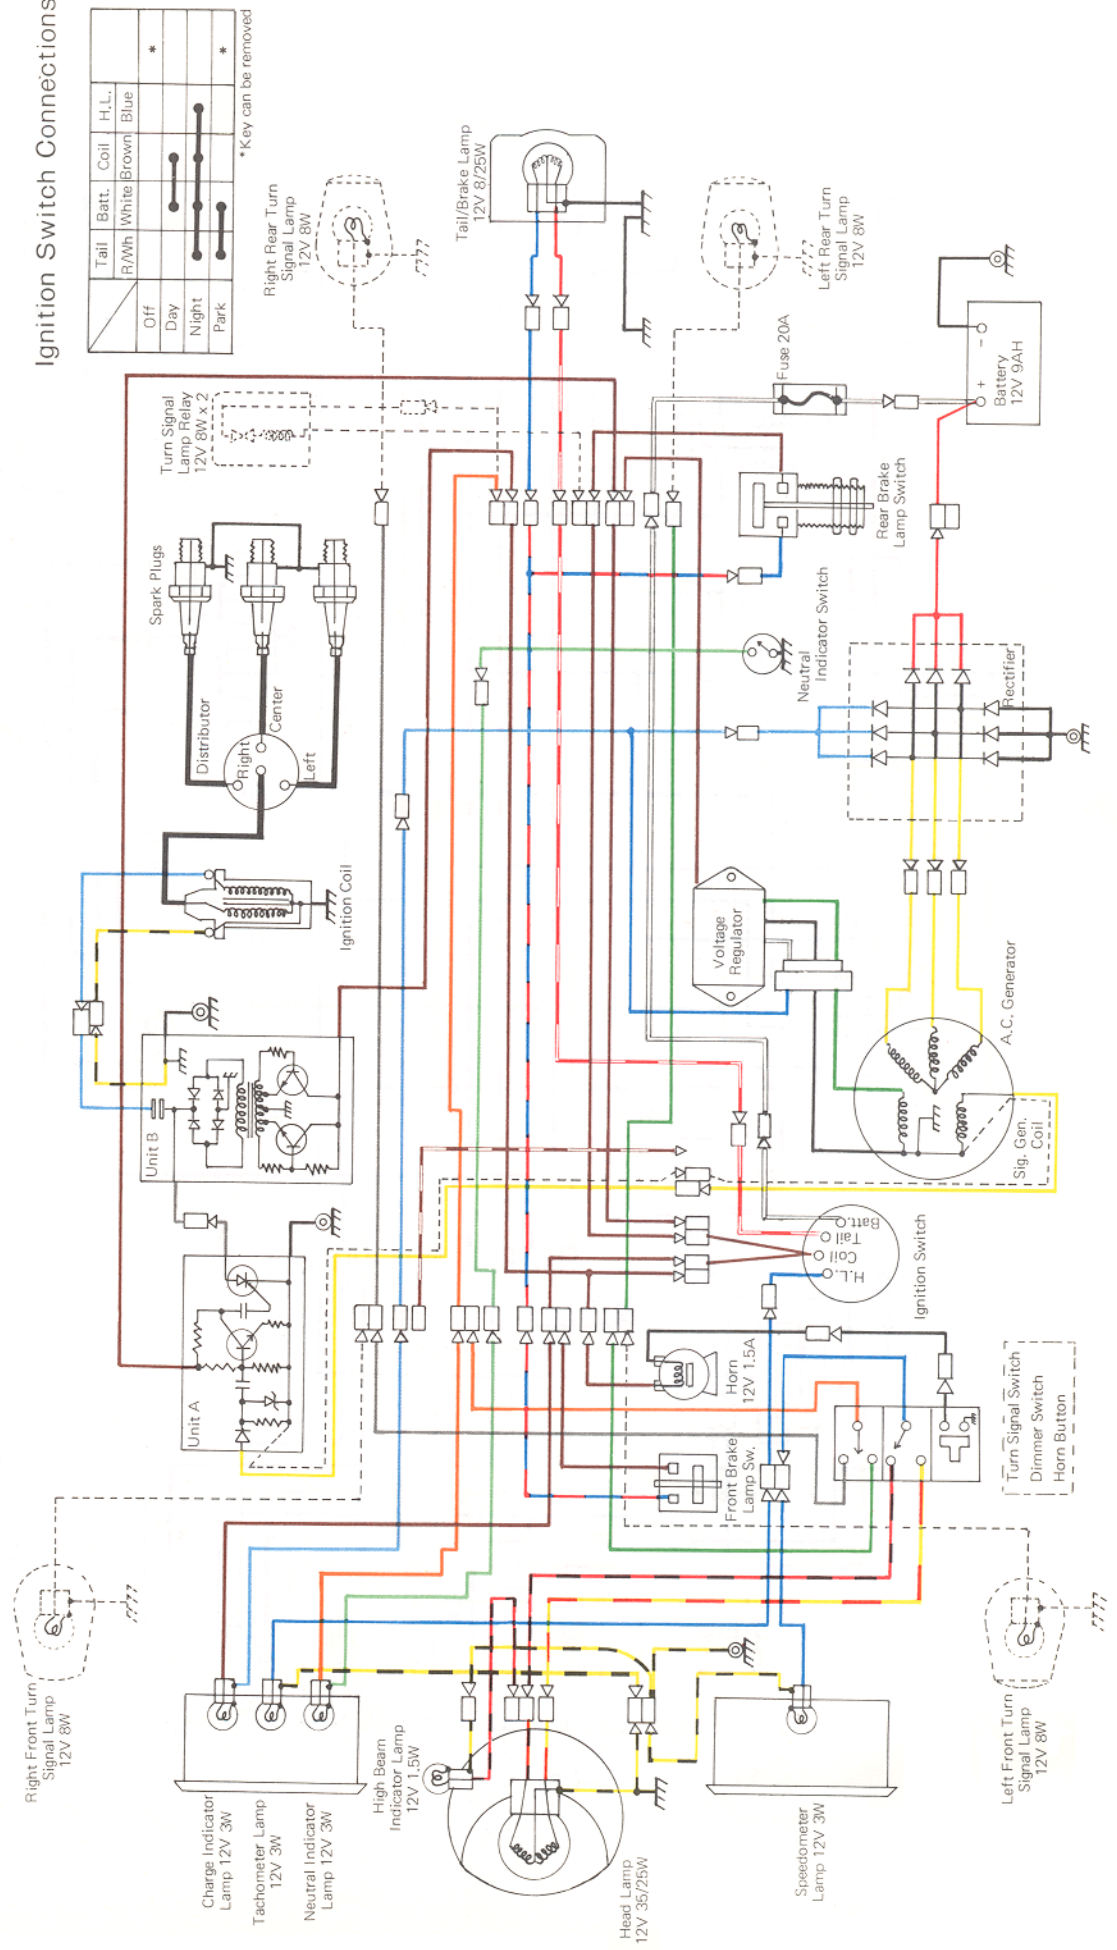 Ignition Switch Connections
Tail Batt. Coil H.L.
R/Wh White Brown Blue
Off *
Day
Night
Park *
*Key can be removed
Right Rear Turn
Signal Lamp
12V 8W
Tail/Brake Lamp
12V 8/25W
Left Rear Turn
Signal Lamp
12V 8W
Turn Signal
Lamp Relay
12V 8W x 2
Fuse 20A
+
−
Battery
12V 9AH
Spark Plugs
Rear Brake
Lamp Switch
Neutral
Indicator Switch
Distributor
Right
Center
Left
Rectifier
Ignition Coil
Voltage
Regulator
A.C. Generator
Unit B
Sig. Gen.
Coil
Unit A
Batt.
Tail
Coil
H.L.
Ignition Switch
Horn
12V 1.5A
Front Brake
Lamp Sw.
Turn Signal Switch
Dimmer Switch
Horn Button
Right Front Turn
Signal Lamp
12V 8W
Charge Indicator
Lamp 12V 3W
Tachometer Lamp
12V 3W
Neutral Indicator
Lamp 12V 3W
High Beam
Indicator Lamp
12V 1.5W
Head Lamp
12V 35/25W
Speedometer
Lamp 12V 3W
Left Front Turn
Signal Lamp
12V 8W